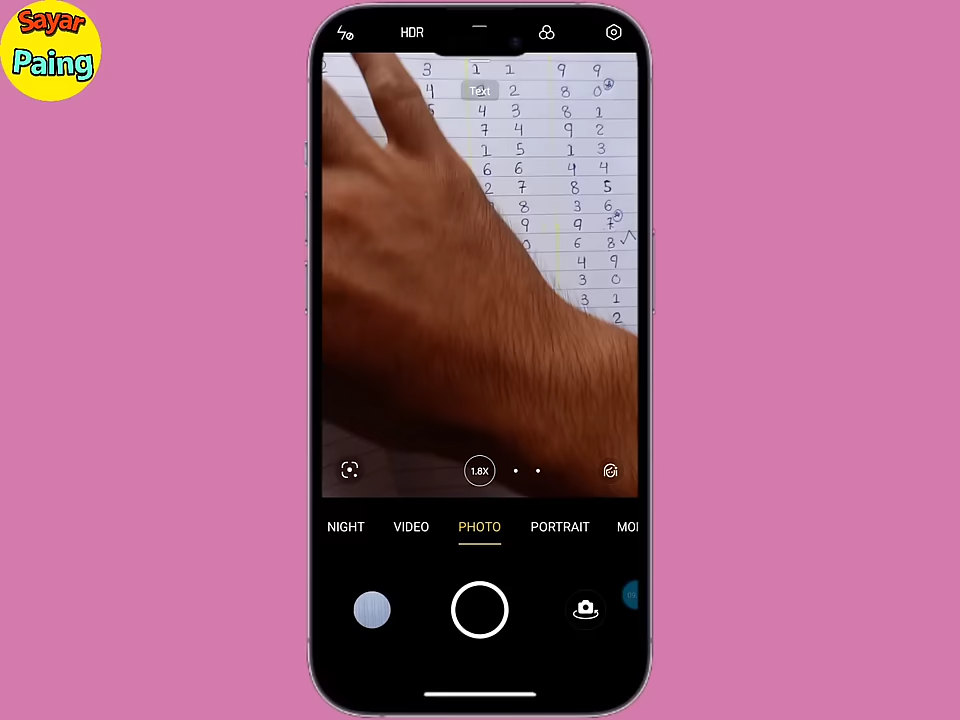 Sayar
Paing
HDR
3 1 1 9 9
4 2 8 0
Text
4 3 8 1
7 4 9 2
1 5 1 3
6 6 4 4
2 7 8 5
8 3 6
9 9 7
6 8
4 9
3 0
3 1
2
1.8X
NIGHT VIDEO PHOTO PORTRAIT